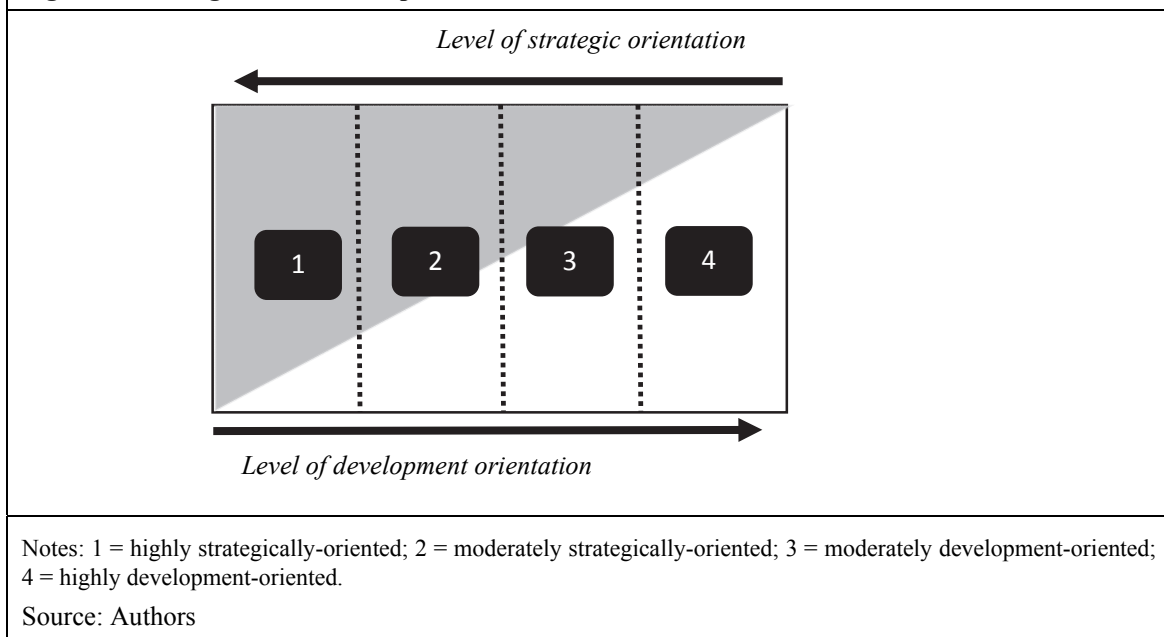 Level of strategic orientation
1 2 3 4
Level of development orientation
Notes: 1 = highly strategically-oriented; 2 = moderately strategically-oriented; 3 = moderately development-oriented;
4 = highly development-oriented.
Source: Authors